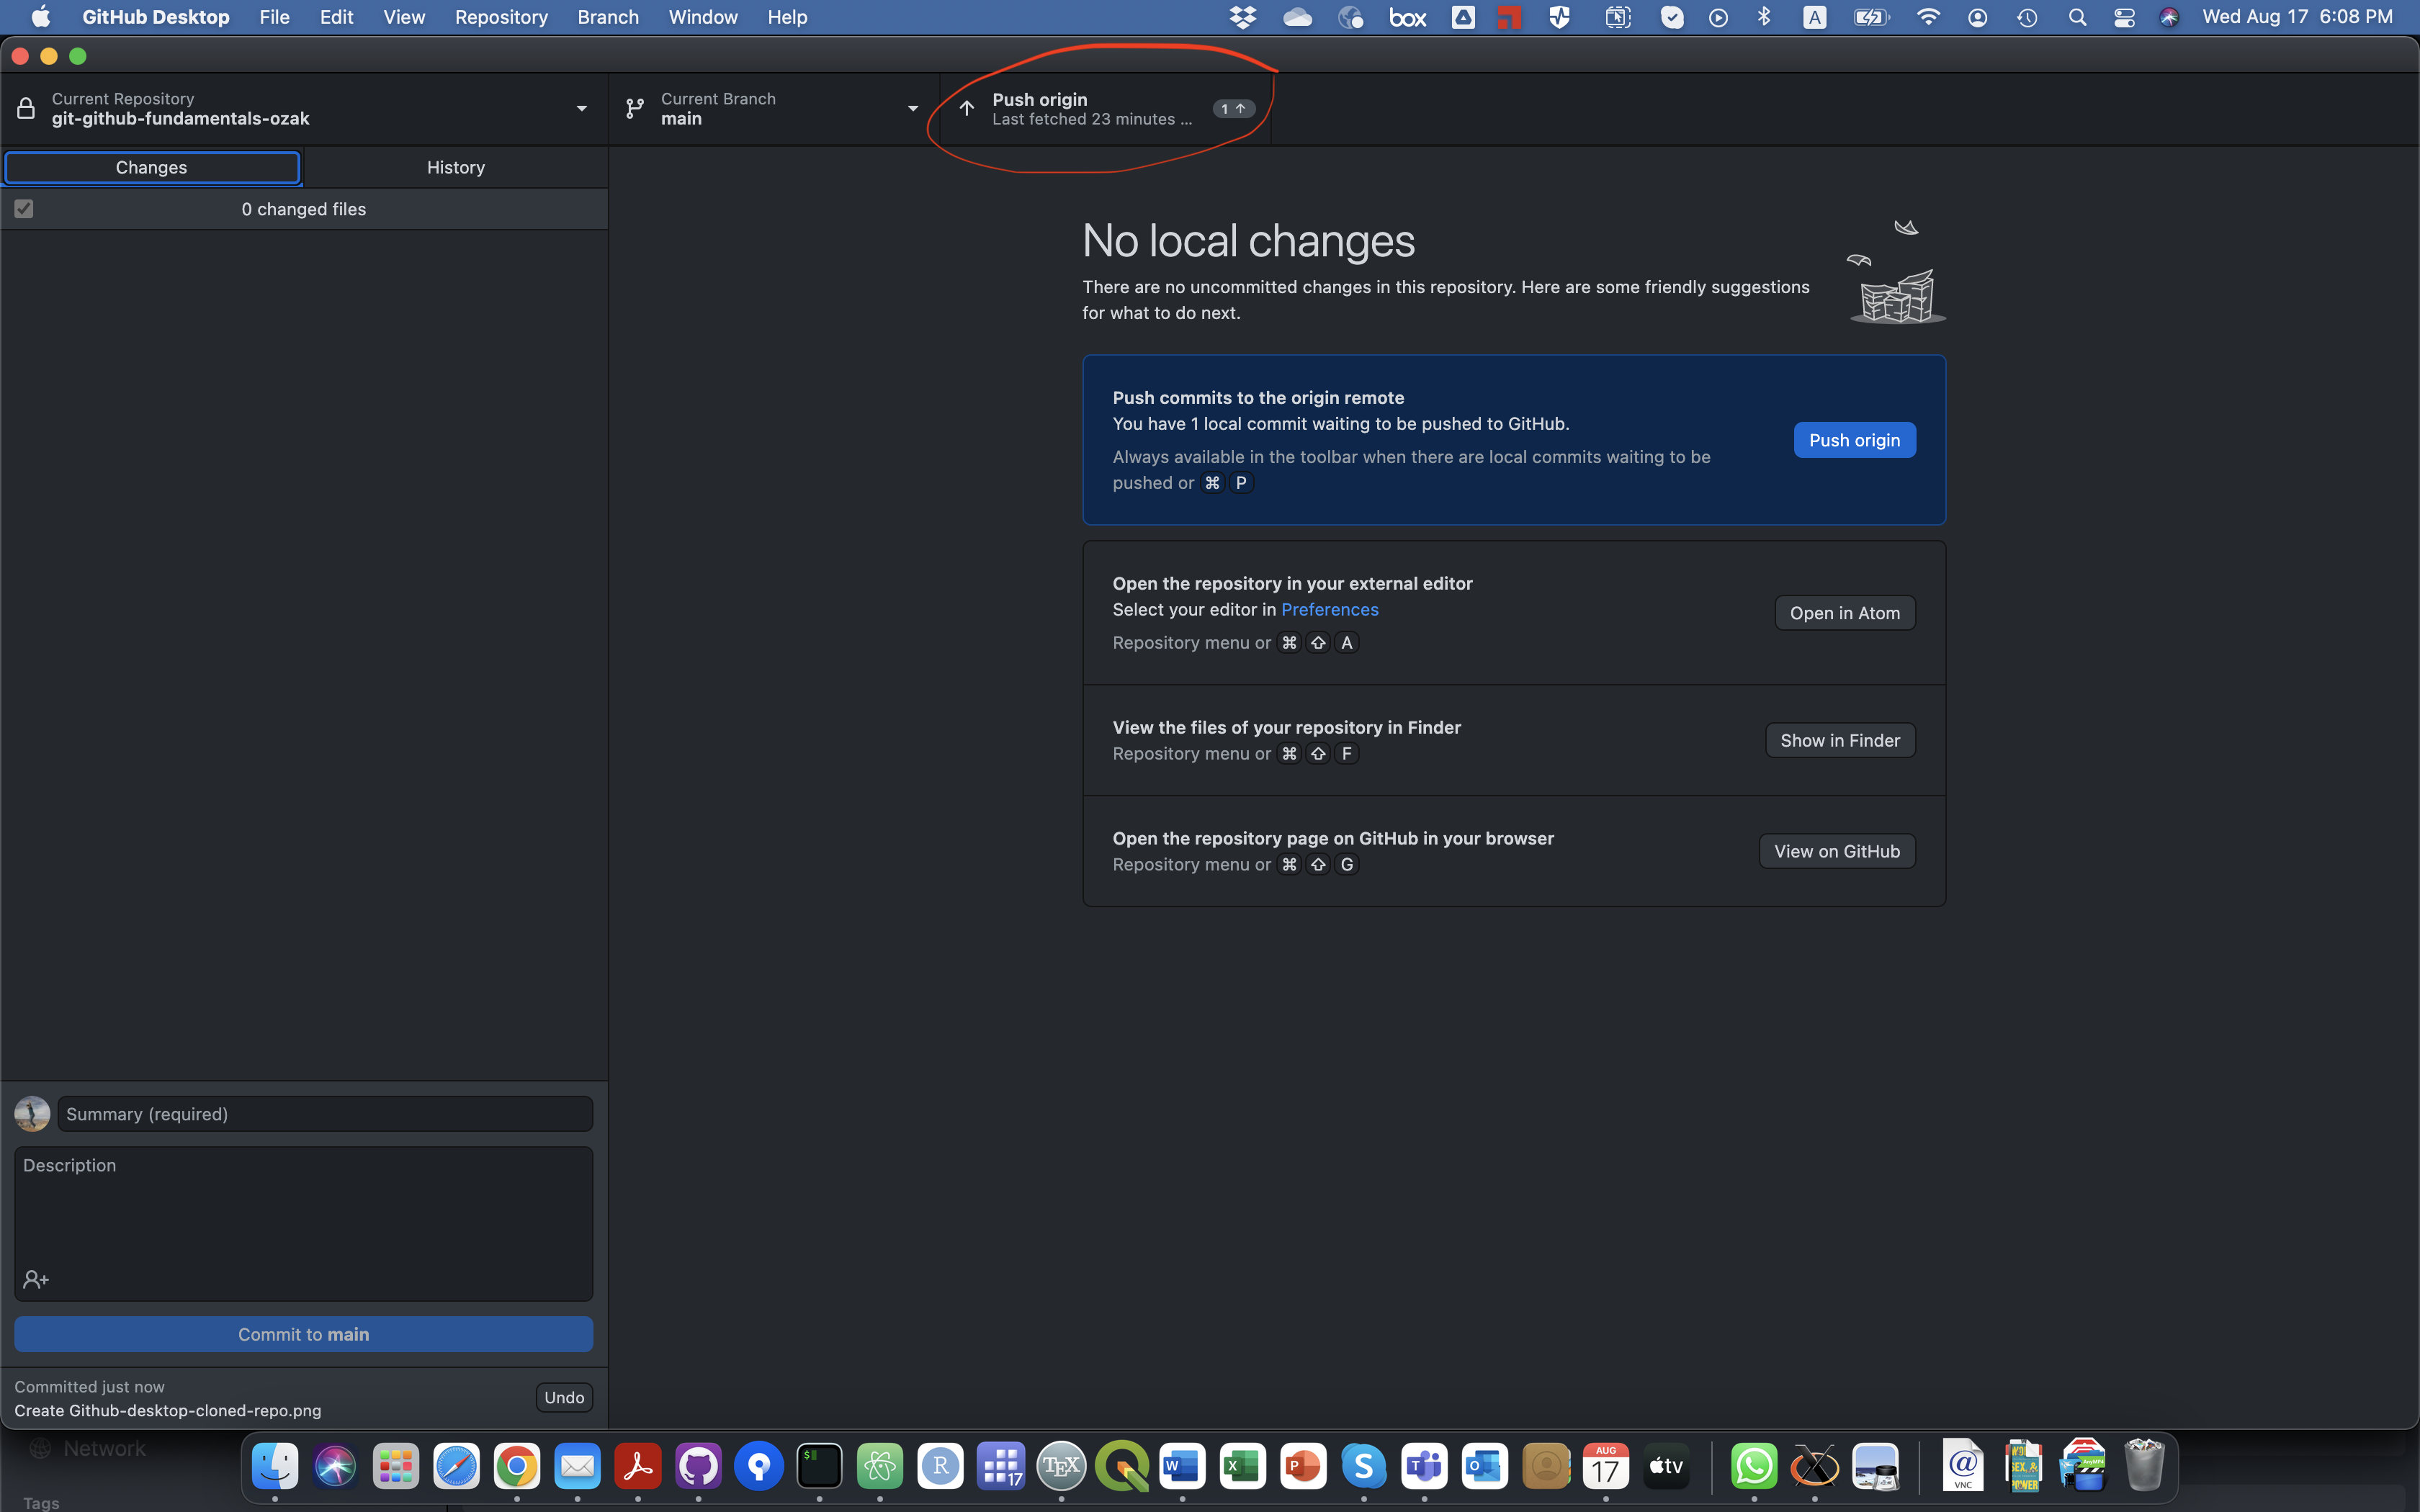 GitHub Desktop File Edit View Repository Branch Window Help box A Wed Aug 17 6:08 PM
Current Repository
git-github-fundamentals-ozak
Current Branch
main
Push origin
Last fetched 23 minutes ...
1
Changes
History
0 changed files
No local changes
There are no uncommitted changes in this repository. Here are some friendly suggestions
for what to do next.
Push commits to the origin remote
You have 1 local commit waiting to be pushed to GitHub.
Always available in the toolbar when there are local commits waiting to be
pushed or ⌘ P
Push origin
Open the repository in your external editor
Select your editor in Preferences
Repository menu or ⌘ ⇧ A
Open in Atom
View the files of your repository in Finder
Repository menu or ⌘ ⇧ F
Show in Finder
Open the repository page on GitHub in your browser
Repository menu or ⌘ ⇧ G
View on GitHub
Summary (required)
Description
Commit to main
Committed just now
Create Github-desktop-cloned-repo.png
Undo
Network
Tags
$
R
17
TEX
W
X
P
S
O
AUG
17
tv
@
VNC
SEX, &
POWER